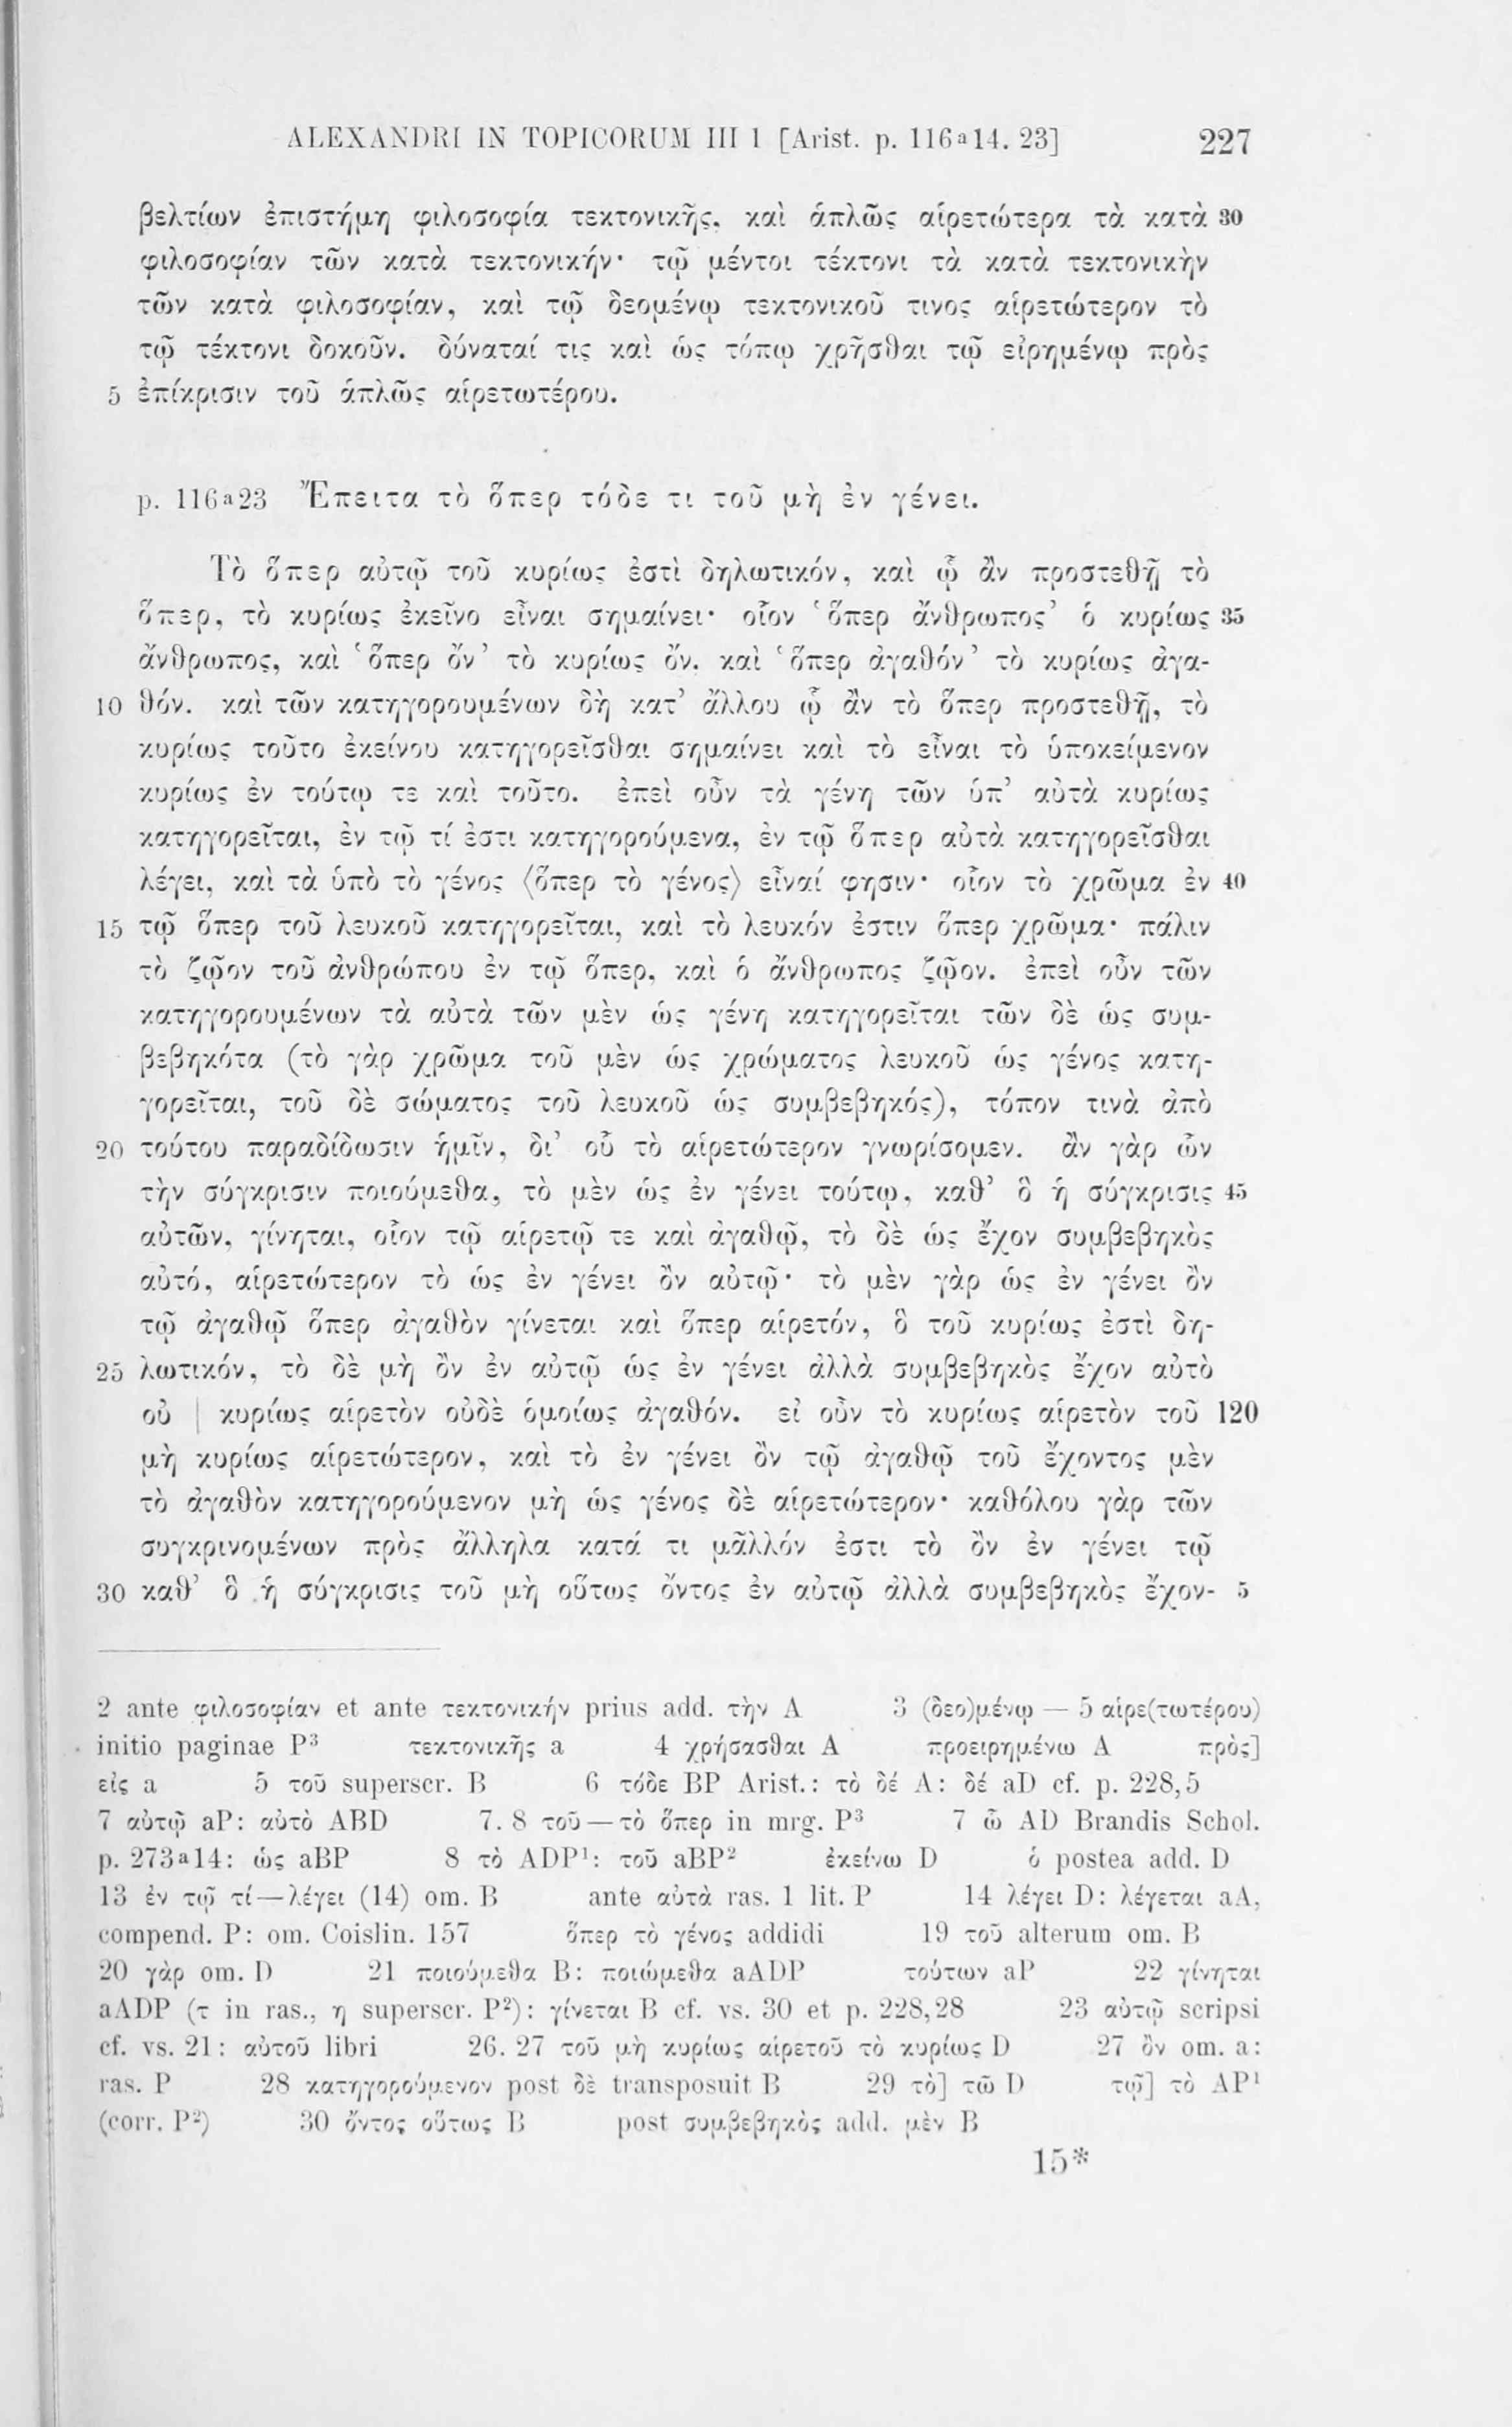 ALEXANDRI IN TOPICORUM III 1 [Arist. p. 116a14. 23] 227
βελτίων ἐπιστήμη φιλοσοφία τεκτονικῆς, καὶ ἁπλῶς αἱρετώτερα τὰ κατὰ 30
φιλοσοφίαν τῶν κατὰ τεκτονικήν· τῷ μέντοι τέκτονι τὰ κατὰ τεκτονικὴν
τῶν κατὰ φιλοσοφίαν, καὶ τῷ δεομένῳ τεκτονικοῦ τινος αἱρετώτερον τὸ
τῷ τέκτονι δοκοῦν. δύναταί τις καὶ ὡς τόπῳ χρῆσθαι τῷ εἰρημένῳ πρὸς
5 ἐπίκρισιν τοῦ ἁπλῶς αἱρετωτέρου.
p. 116a23 Ἔπειτα τὸ ὅπερ τόδε τι τοῦ μὴ ἐν γένει.
Τὸ ὅπερ αὐτῷ τοῦ κυρίως ἐστὶ δηλωτικόν, καὶ ᾧ ἂν προστεθῇ τὸ
ὅπερ, τὸ κυρίως ἐκεῖνο εἶναι σημαίνει· οἷον ‘ὅπερ ἄνθρωπος’ ὁ κυρίως 35
ἄνθρωπος, καὶ ‘ὅπερ ὄν’ τὸ κυρίως ὄν, καὶ ‘ὅπερ ἀγαθόν’ τὸ κυρίως ἀγα-
10 θόν. καὶ τῶν κατηγορουμένων δὴ κατ’ ἄλλου ᾧ ἂν τὸ ὅπερ προστεθῇ, τὸ
κυρίως τοῦτο ἐκείνου κατηγορεῖσθαι σημαίνει καὶ τὸ εἶναι τὸ ὑποκείμενον
κυρίως ἐν τούτῳ τε καὶ τοῦτο. ἐπεὶ οὖν τὰ γένη τῶν ὑπ’ αὐτὰ κυρίως
κατηγορεῖται, ἐν τῷ τί ἐστι κατηγορούμενα, ἐν τῷ ὅπερ αὐτὰ κατηγορεῖσθαι
λέγει, καὶ τὰ ὑπὸ τὸ γένος ⟨ὅπερ τὸ γένος⟩ εἶναί φησιν· οἷον τὸ χρῶμα ἐν 40
15 τῷ ὅπερ τοῦ λευκοῦ κατηγορεῖται, καὶ τὸ λευκόν ἐστιν ὅπερ χρῶμα· πάλιν
τὸ ζῷον τοῦ ἀνθρώπου ἐν τῷ ὅπερ, καὶ ὁ ἄνθρωπος ζῷον. ἐπεὶ οὖν τῶν
κατηγορουμένων τὰ αὐτὰ τῶν μὲν ὡς γένη κατηγορεῖται τῶν δὲ ὡς συμ-
βεβηκότα (τὸ γὰρ χρῶμα τοῦ μὲν ὡς χρώματος λευκοῦ ὡς γένος κατη-
γορεῖται, τοῦ δὲ σώματος τοῦ λευκοῦ ὡς συμβεβηκός), τόπον τινὰ ἀπὸ
20 τούτου παραδίδωσιν ἡμῖν, δι’ οὗ τὸ αἱρετώτερον γνωρίσομεν. ἂν γὰρ ὧν
τὴν σύγκρισιν ποιούμεθα, τὸ μὲν ὡς ἐν γένει τούτῳ, καθ’ ὃ ἡ σύγκρισις 45
αὐτῶν, γίνηται, οἷον τῷ αἱρετῷ τε καὶ ἀγαθῷ, τὸ δὲ ὡς ἔχον συμβεβηκὸς
αὐτό, αἱρετώτερον τὸ ὡς ἐν γένει ὂν αὐτῷ· τὸ μὲν γὰρ ὡς ἐν γένει ὂν
τῷ ἀγαθῷ ὅπερ ἀγαθὸν γίνεται καὶ ὅπερ αἱρετόν, ὃ τοῦ κυρίως ἐστὶ δη-
25 λωτικόν, τὸ δὲ μὴ ὂν ἐν αὐτῷ ὡς ἐν γένει ἀλλὰ συμβεβηκὸς ἔχον αὐτὸ
οὐ | κυρίως αἱρετὸν οὐδὲ ὁμοίως ἀγαθόν. εἰ οὖν τὸ κυρίως αἱρετὸν τοῦ 120
μὴ κυρίως αἱρετώτερον, καὶ τὸ ἐν γένει ὂν τῷ ἀγαθῷ τοῦ ἔχοντος μὲν
τὸ ἀγαθὸν κατηγορούμενον μὴ ὡς γένος δὲ αἱρετώτερον· καθόλου γὰρ τῶν
συγκρινομένων πρὸς ἄλληλα κατά τι μᾶλλόν ἐστι τὸ ὂν ἐν γένει τῷ
30 καθ’ ὃ ἡ σύγκρισις τοῦ μὴ οὕτως ὄντος ἐν αὐτῷ ἀλλὰ συμβεβηκὸς ἔχον- 5
2 ante φιλοσοφίαν et ante τεκτονικήν prius add. τὴν A 3 (δεο)μένῳ — 5 αἱρε(τωτέρου)
initio paginae P³ τεκτονικῆς a 4 χρήσασθαι A προειρημένω A πρὸς]
εἰς a 5 τοῦ superscr. B 6 τόδε BP Arist.: τὸ δέ A: δέ aD cf. p. 228,5
7 αὐτῷ aP: αὐτὸ ABD 7. 8 τοῦ — τὸ ὅπερ in mrg. P³ 7 ὧ AD Brandis Schol.
p. 273a14: ὡς aBP 8 τὸ ADP¹: τοῦ aBP² ἐκείνω D ὁ postea add. D
13 ἐν τῷ τί — λέγει (14) om. B ante αὐτὰ ras. 1 lit. P 14 λέγει D: λέγεται aA,
compend. P: om. Coislin. 157 ὅπερ τὸ γένος addidi 19 τοῦ alterum om. B
20 γὰρ om. D 21 ποιούμεθα B: ποιώμεθα aADP τούτων aP 22 γίνηται
aADP (τ in ras., η superscr. P²): γίνεται B cf. vs. 30 et p. 228,28 23 αὐτῷ scripsi
cf. vs. 21: αὐτοῦ libri 26. 27 τοῦ μὴ κυρίως αἱρετοῦ τὸ κυρίως D 27 ὂν om. a:
ras. P 28 κατηγορούμενον post δὲ transposuit B 29 τὸ] τῶ D τῷ] τὸ AP¹
(corr. P²) 30 ὄντος οὕτως B post συμβεβηκὸς add. μὲν B
15*